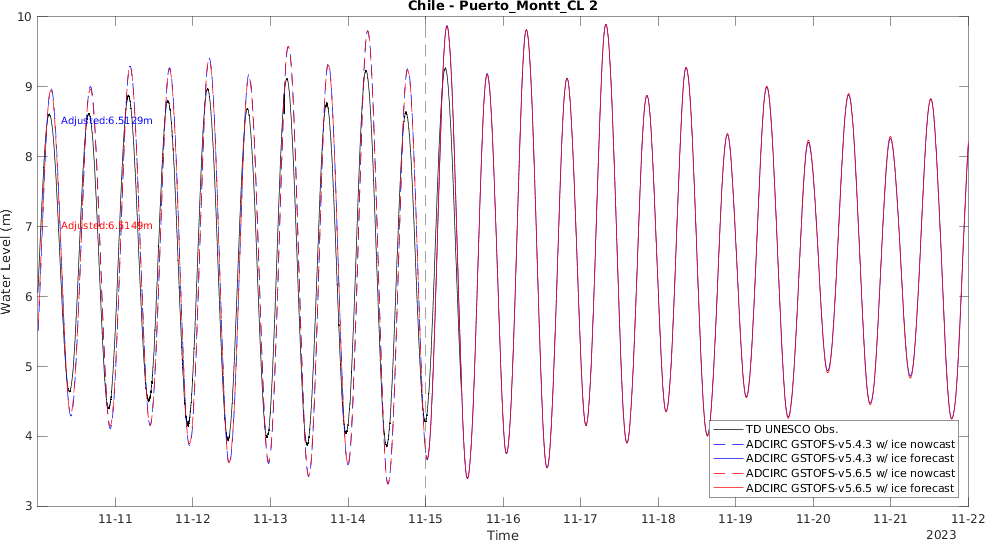 Chile - Puerto_Montt_CL 2
10
9
8
7
6
5
4
3
Water Level (m)
Adjusted:6.5129m
Adjusted:6.5149m
TD UNESCO Obs.
ADCIRC GSTOFS-v5.4.3 w/ ice nowcast
ADCIRC GSTOFS-v5.4.3 w/ ice forecast
ADCIRC GSTOFS-v5.6.5 w/ ice nowcast
ADCIRC GSTOFS-v5.6.5 w/ ice forecast
11-11 11-12 11-13 11-14 11-15 11-16 11-17 11-18 11-19 11-20 11-21 11-22
Time
2023